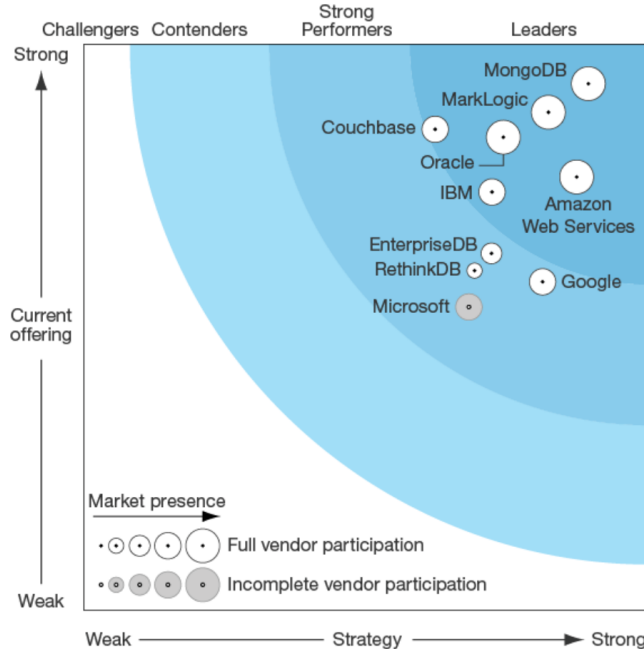 Challengers
Contenders
Strong
Performers
Leaders
Strong
MongoDB
MarkLogic
Couchbase
Oracle
IBM
Amazon
Web Services
EnterpriseDB
RethinkDB
Google
Microsoft
Current
offering
Market presence
Full vendor participation
Incomplete vendor participation
Weak
Weak
Strategy
Strong